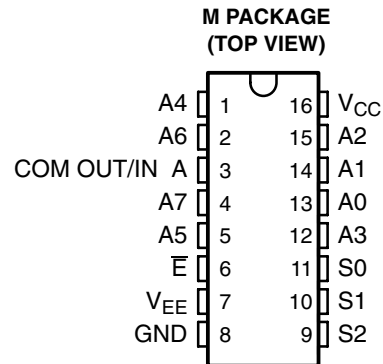 M PACKAGE
(TOP VIEW)
A4 1 16 VCC
A6 2 15 A2
COM OUT/IN A 3 14 A1
A7 4 13 A0
A5 5 12 A3
E̅ 6 11 S0
VEE 7 10 S1
GND 8 9 S2